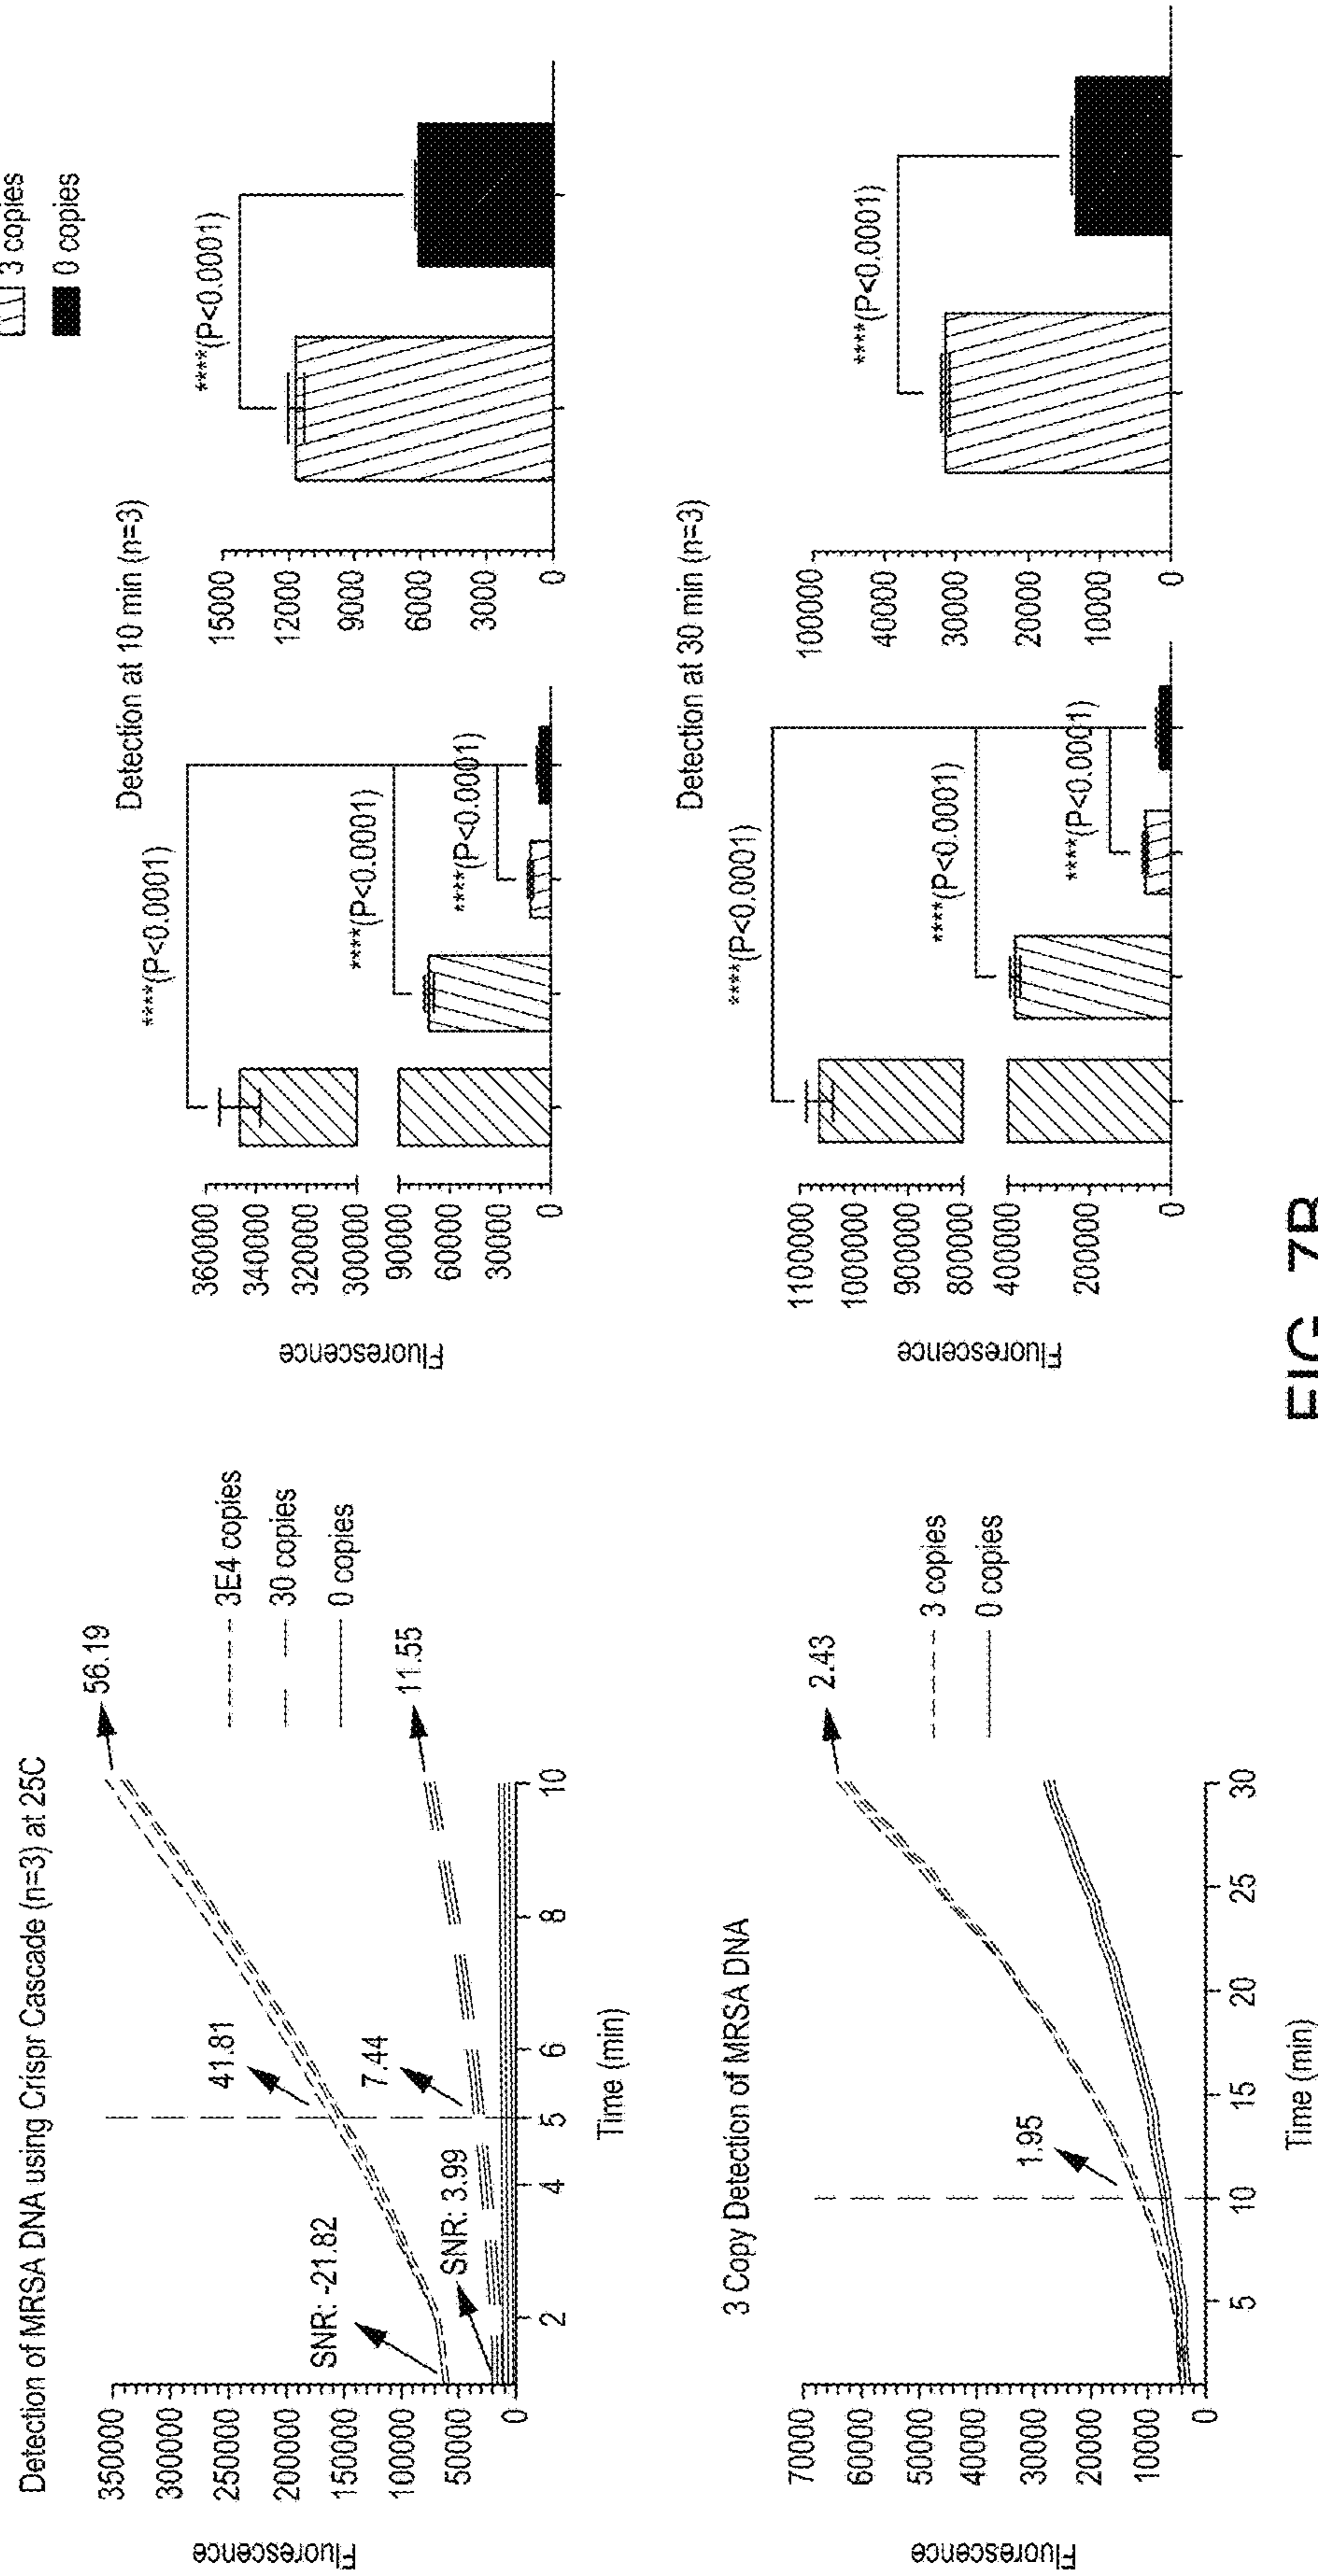 Detection of MRSA DNA using Crispr Cascade (n=3) at 25C
Fluorescence
350000
300000
250000
200000
150000
100000
50000
0
2
4
5
6
8
10
Time (min)
SNR: -21.82
SNR: 3.99
41.81
7.44
56.19
11.55
3E4 copies
30 copies
0 copies
3 Copy Detection of MRSA DNA
Fluorescence
70000
60000
50000
40000
30000
20000
10000
0
5
10
15
20
25
30
Time (min)
1.95
2.43
3 copies
0 copies
3 copies
0 copies
Detection at 10 min (n=3)
Fluorescence
360000
340000
320000
300000
90000
60000
30000
0
****(P<0.0001)
****(P<0.0001)
****(P<0.0001)
15000
12000
9000
6000
3000
0
****(P<0.0001)
Detection at 30 min (n=3)
Fluorescence
1100000
1000000
900000
800000
400000
200000
0
****(P<0.0001)
****(P<0.0001)
****(P<0.0001)
100000
40000
30000
20000
10000
0
****(P<0.0001)
FIG. 7B